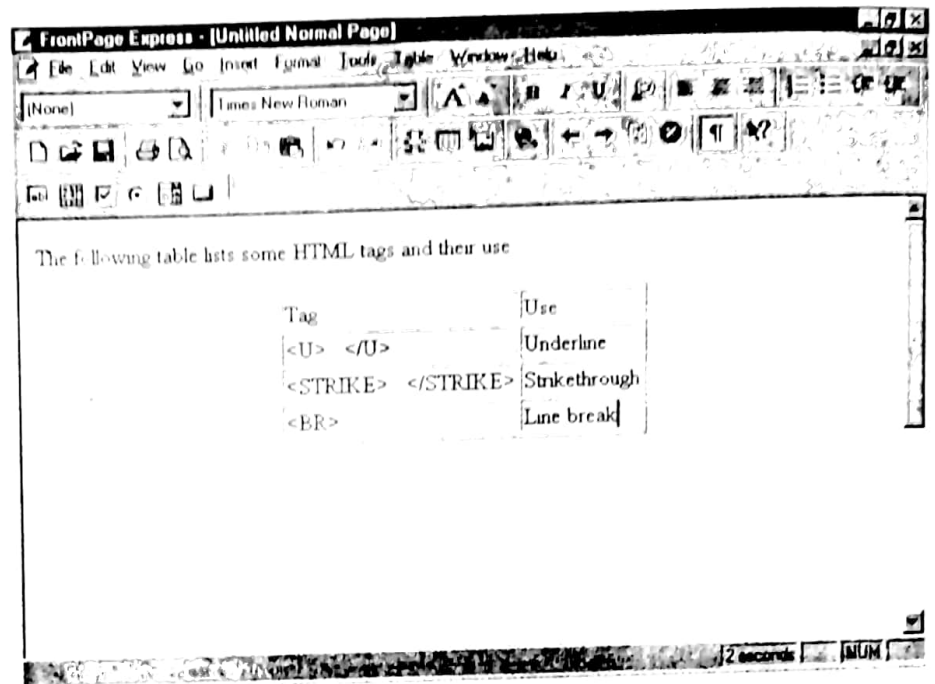 FrontPage Express - [Untitled Normal Page]
File Edit View Go Insert Format Tools Table Window Help
(None) Times New Roman A A B I U
¶ ?
The following table lists some HTML tags and their use
Tag Use
<U> </U> Underline
<STRIKE> </STRIKE> Strikethrough
<BR> Line break
2 seconds NUM